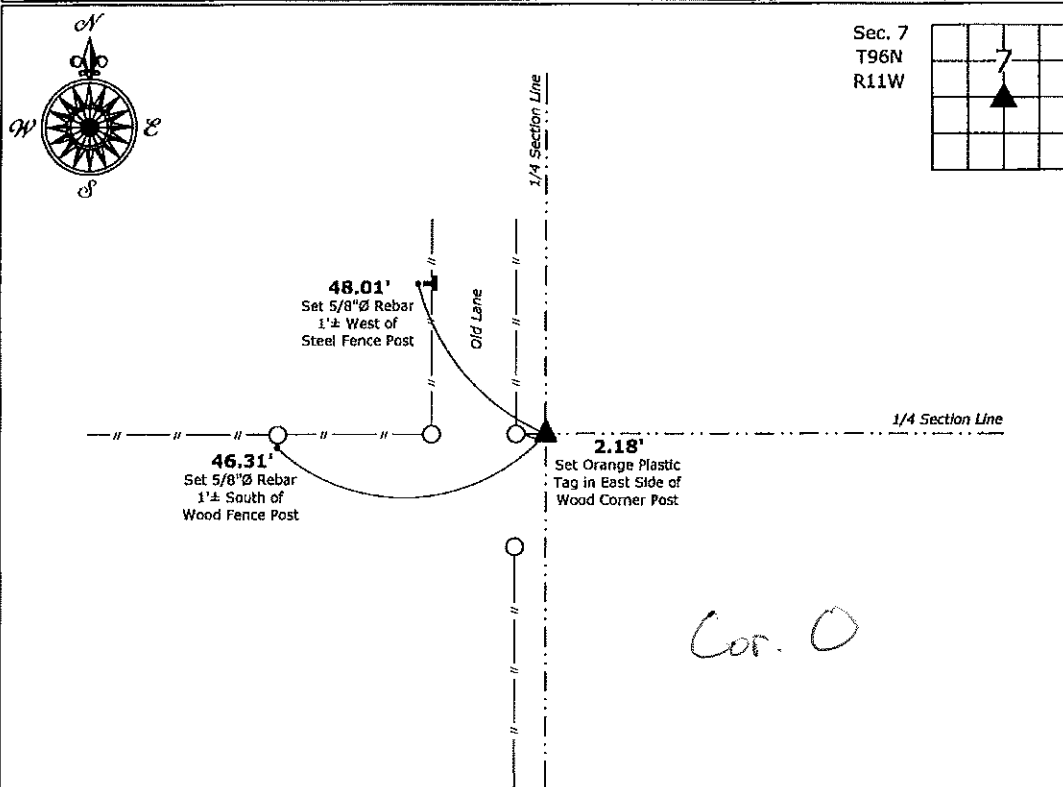 N
W
E
S
Sec. 7
T96N
R11W
7
1/4 Section Line
48.01'
Set 5/8"Ø Rebar
1'± West of
Steel Fence Post
Old Lane
1/4 Section Line
46.31'
Set 5/8"Ø Rebar
1'± South of
Wood Fence Post
2.18'
Set Orange Plastic
Tag in East Side of
Wood Corner Post
Cor. O